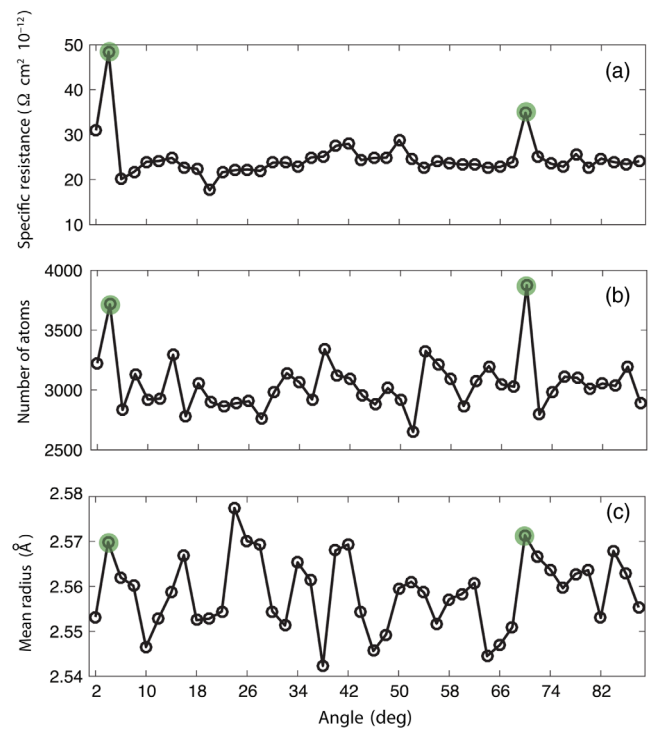 Specific resistance ( Ω cm² 10⁻¹²)
50
40
30
20
10
(a)
Number of atoms
4000
3500
3000
2500
(b)
Mean radius (Å)
2.58
2.57
2.56
2.55
2.54
(c)
2 10 18 26 34 42 50 58 66 74 82
Angle (deg)